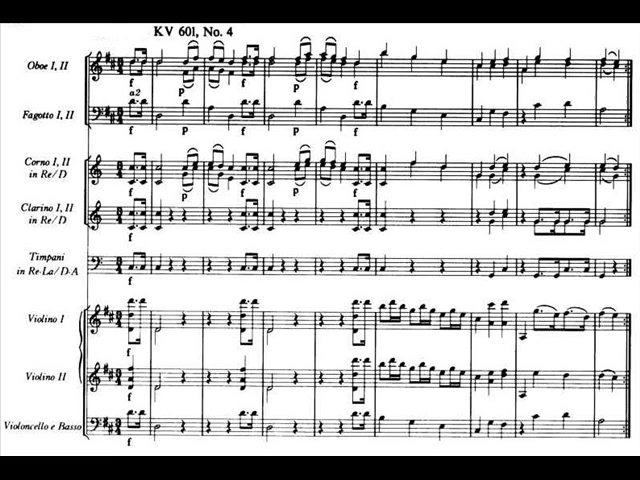 KV 601, No. 4
Oboe I, II
f
p
f
p
f
a2
Fagotto I, II
f
p
f
p
f
Corno I, II
in Re/D
f
p
f
p
f
Clarino I, II
in Re/D
f
Timpani
in Re-La/D-A
f
Violino I
f
Violino II
f
Violoncello e Basso
f